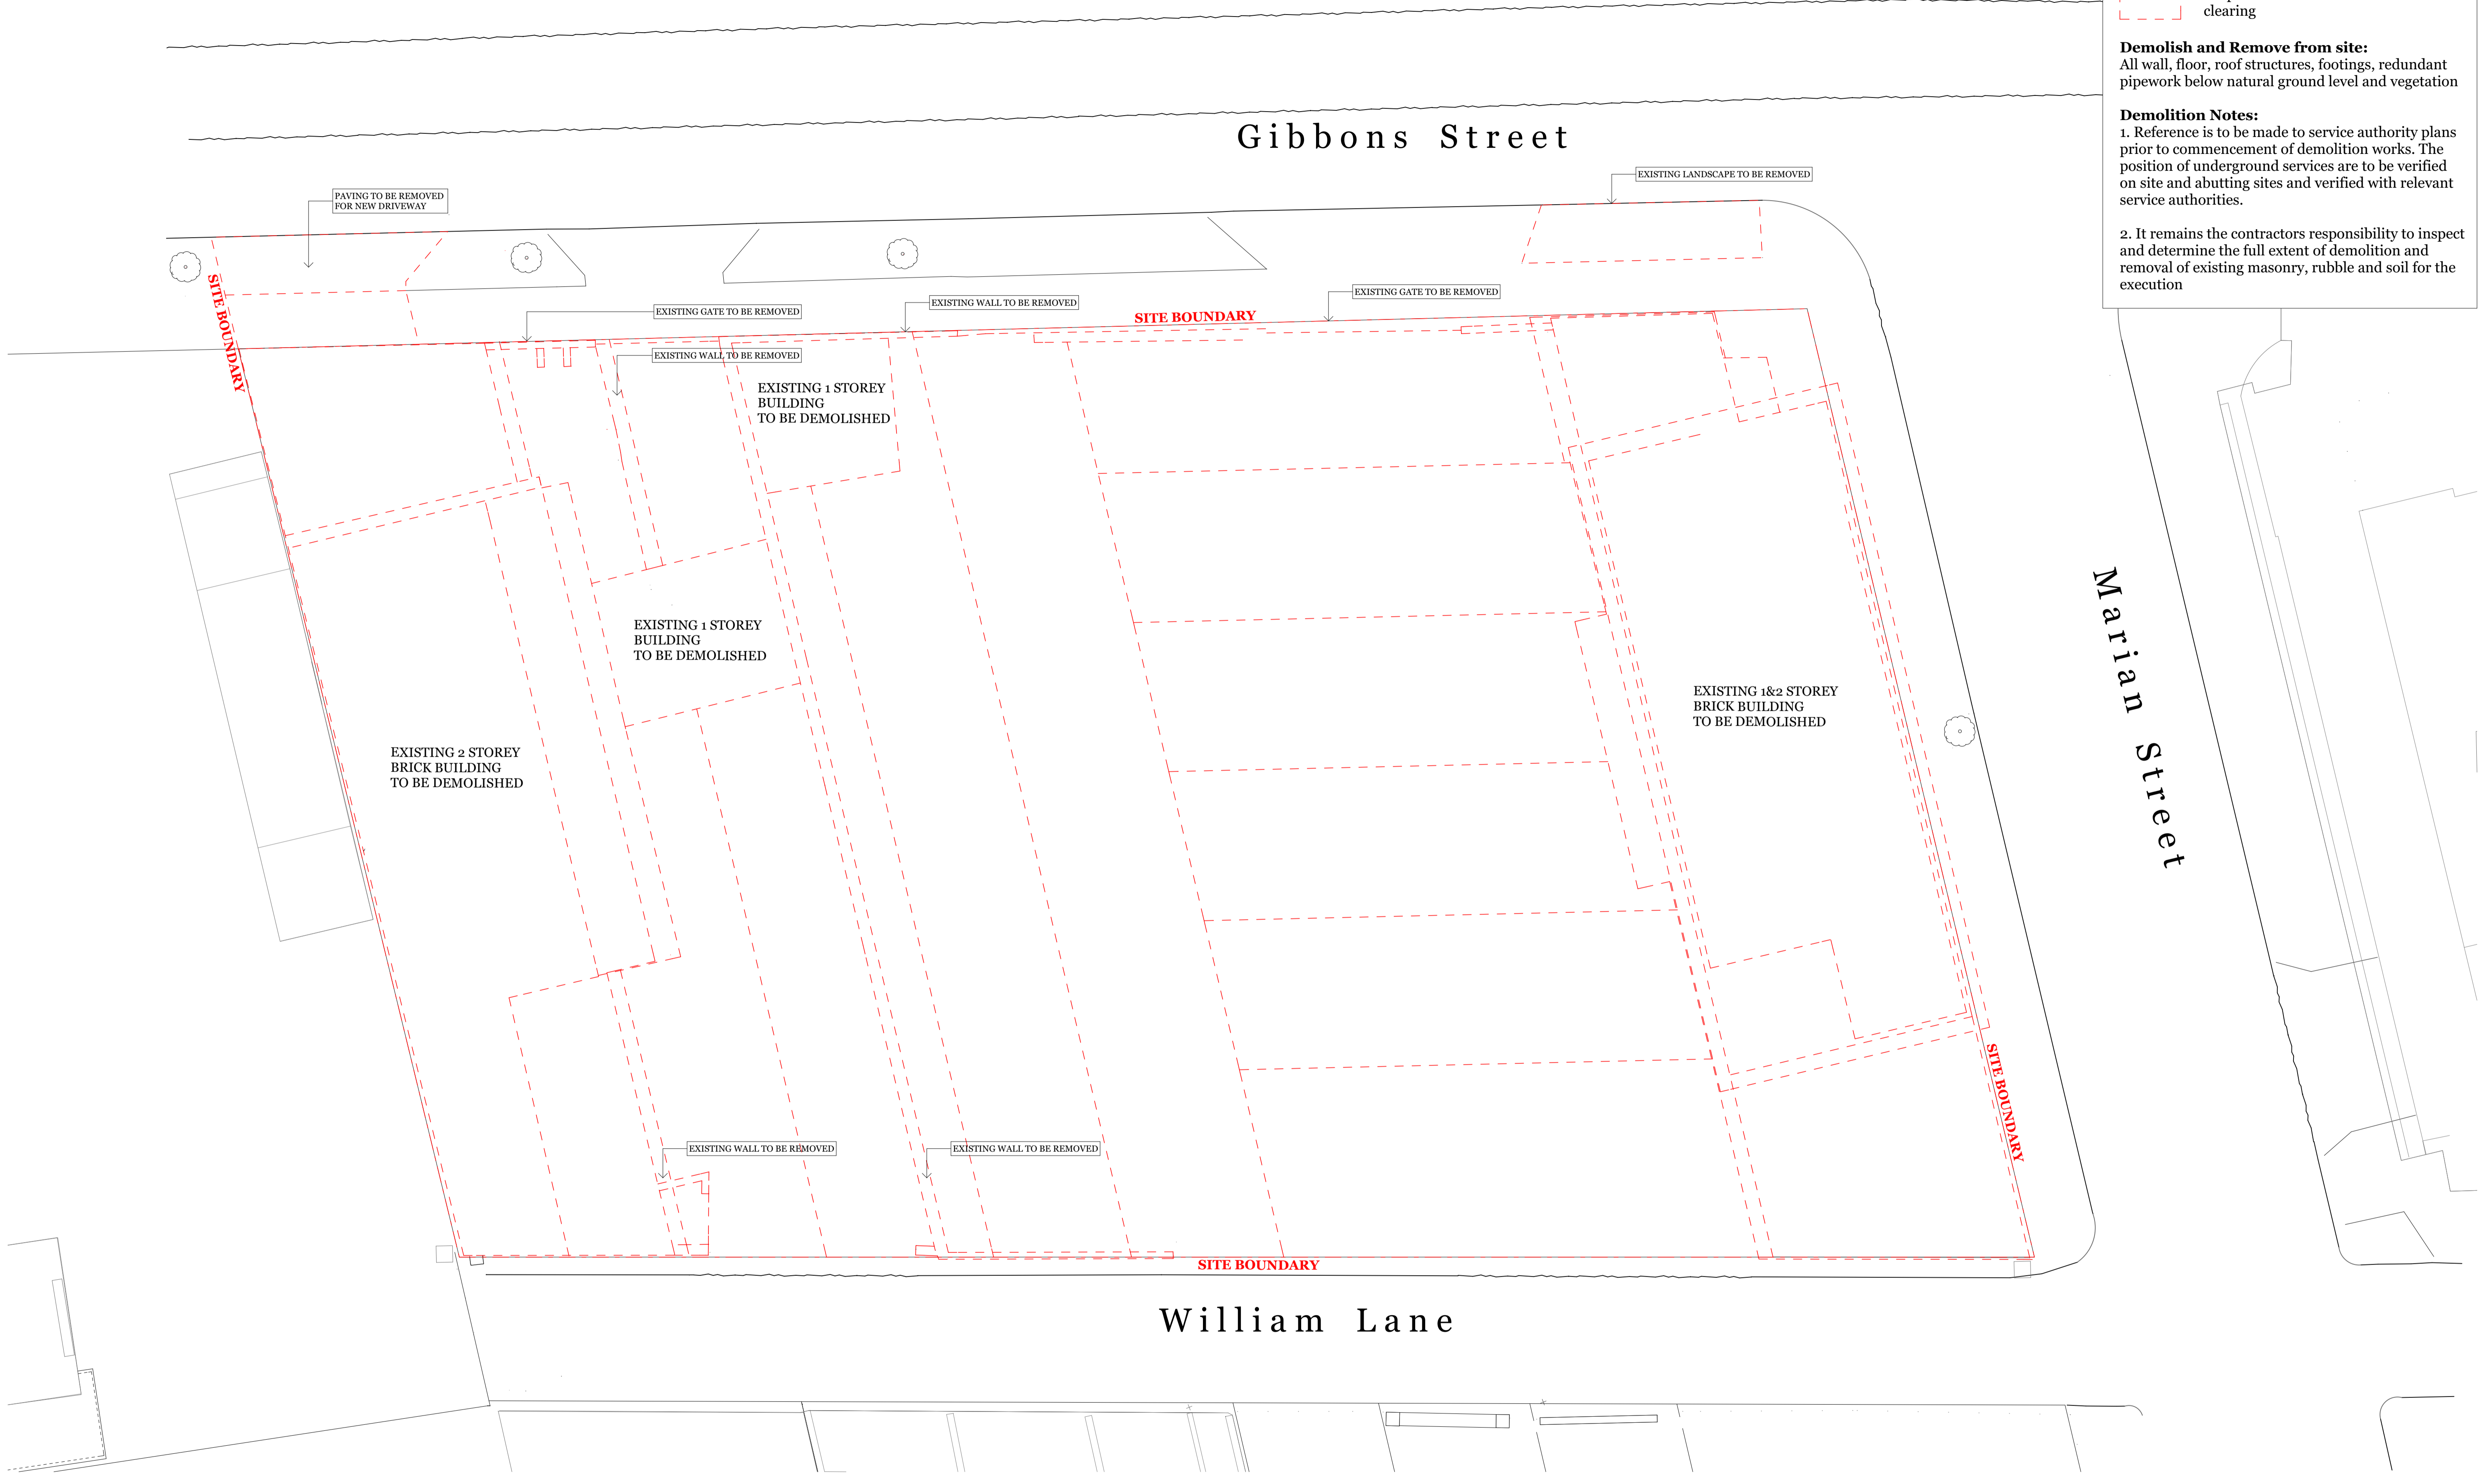 clearing
Demolish and Remove from site:
All wall, floor, roof structures, footings, redundant
pipework below natural ground level and vegetation
Demolition Notes:
1. Reference is to be made to service authority plans
prior to commencement of demolition works. The
position of underground services are to be verified
on site and abutting sites and verified with relevant
service authorities.
2. It remains the contractors responsibility to inspect
and determine the full extent of demolition and
removal of existing masonry, rubble and soil for the
execution
Gibbons Street
EXISTING LANDSCAPE TO BE REMOVED
PAVING TO BE REMOVED
FOR NEW DRIVEWAY
SITE BOUNDARY
EXISTING GATE TO BE REMOVED
EXISTING WALL TO BE REMOVED
SITE BOUNDARY
EXISTING GATE TO BE REMOVED
EXISTING WALL TO BE REMOVED
EXISTING 1 STOREY
BUILDING
TO BE DEMOLISHED
EXISTING 1 STOREY
BUILDING
TO BE DEMOLISHED
EXISTING 1&2 STOREY
BRICK BUILDING
TO BE DEMOLISHED
Marian Street
EXISTING 2 STOREY
BRICK BUILDING
TO BE DEMOLISHED
EXISTING WALL TO BE REMOVED
EXISTING WALL TO BE REMOVED
SITE BOUNDARY
SITE BOUNDARY
William Lane